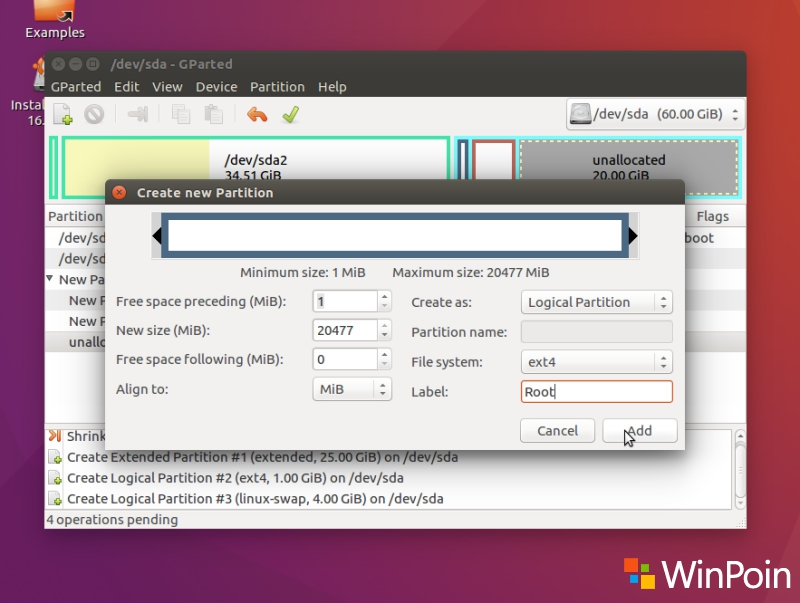 Examples
Instal
16.
/dev/sda - GParted
GParted Edit View Device Partition Help
/dev/sda (60.00 GiB)
/dev/sda2
34.51 GiB
unallocated
20.00 GiB
Create new Partition
Partition
Flags
/dev/sd
boot
/dev/sd
New Pa
New P
New P
unallo
Minimum size: 1 MiB Maximum size: 20477 MiB
Free space preceding (MiB): 1
Create as: Logical Partition
New size (MiB): 20477
Partition name:
Free space following (MiB): 0
File system: ext4
Align to: MiB
Label: Root
Cancel
Add
Shrink
Create Extended Partition #1 (extended, 25.00 GiB) on /dev/sda
Create Logical Partition #2 (ext4, 1.00 GiB) on /dev/sda
Create Logical Partition #3 (linux-swap, 4.00 GiB) on /dev/sda
4 operations pending
WinPoin